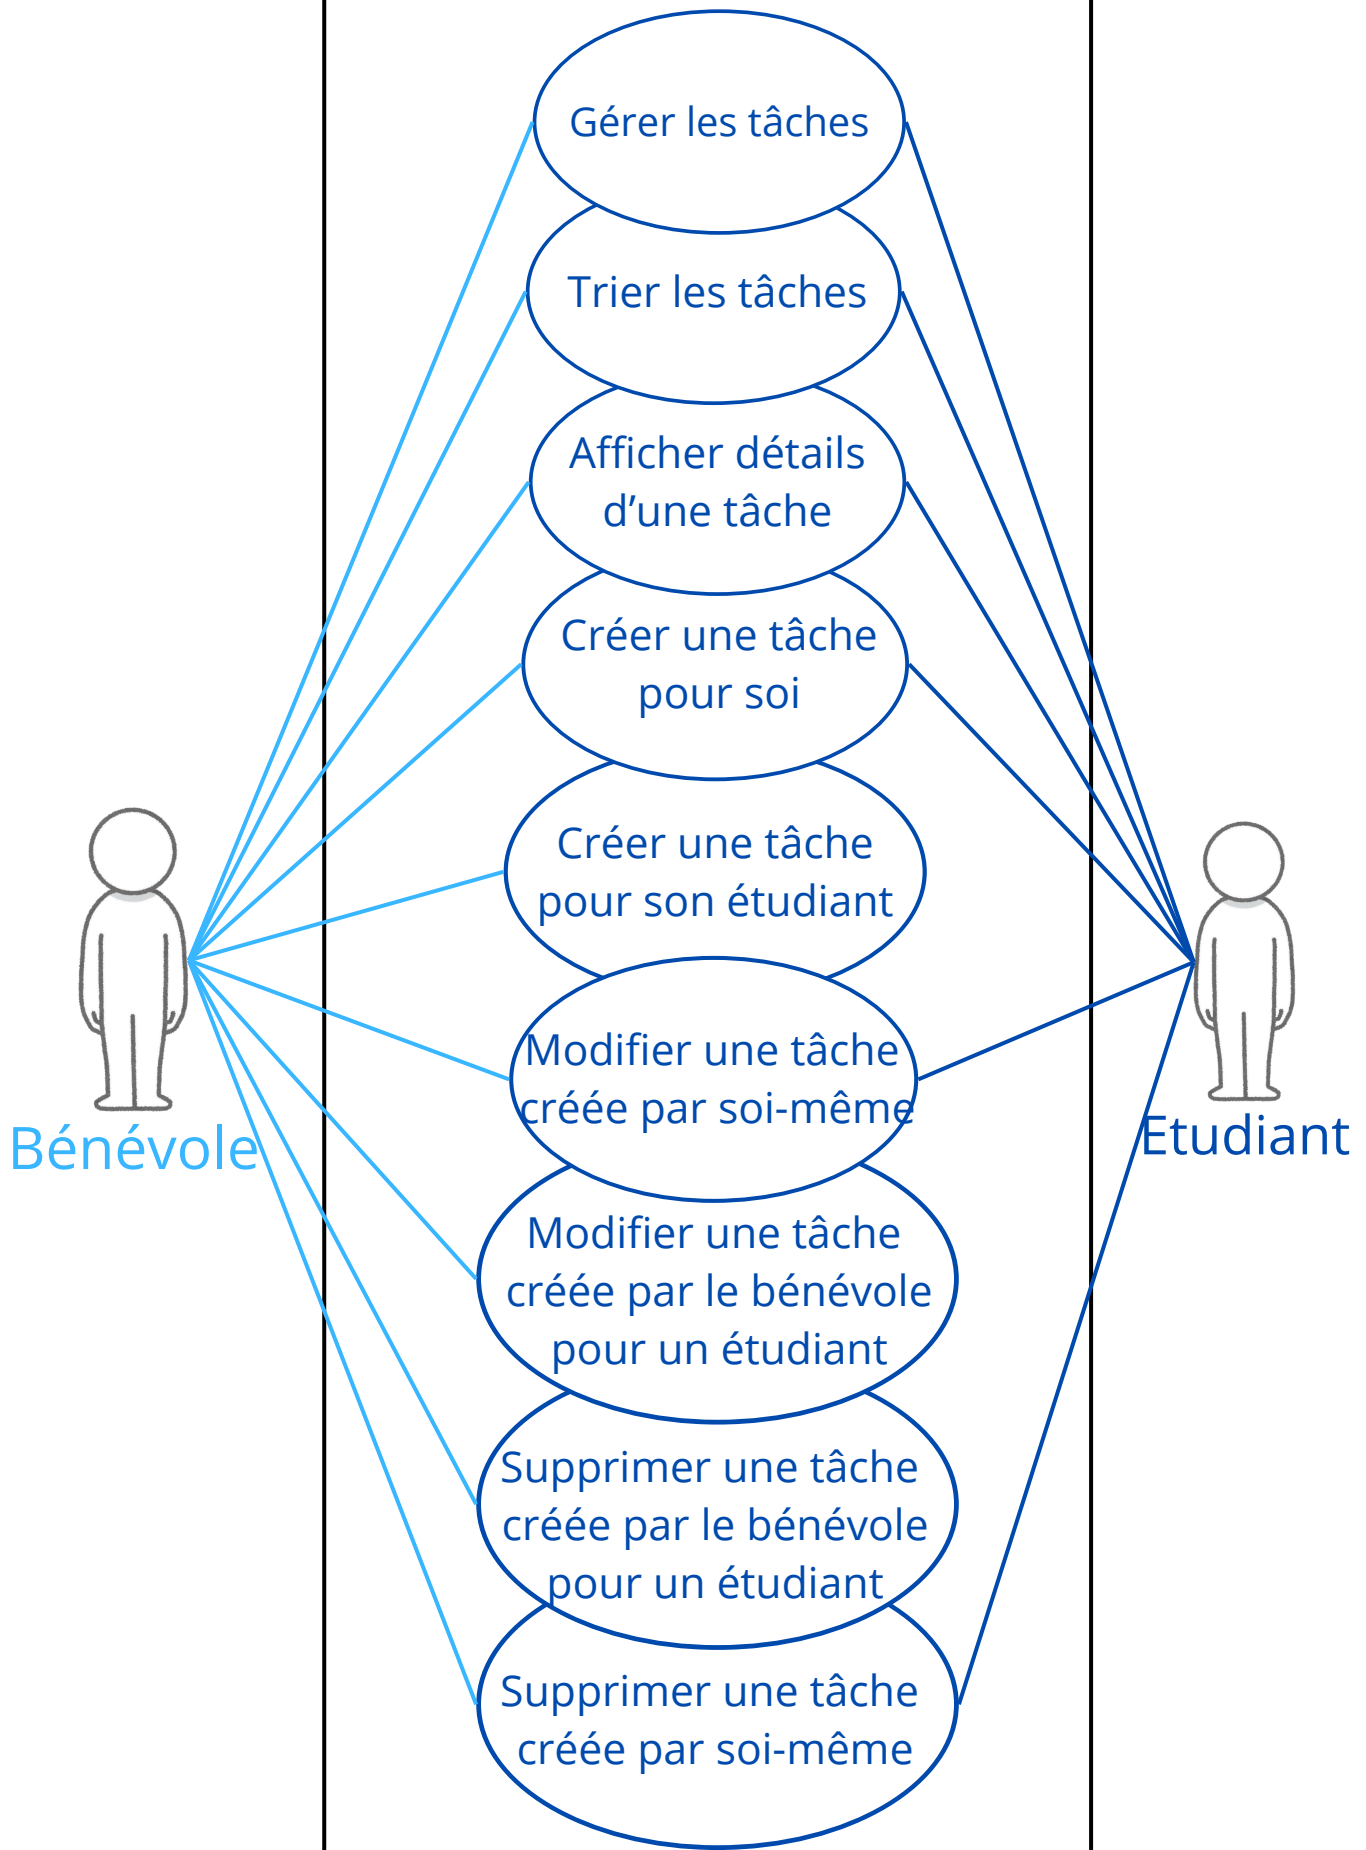 Gérer les tâches
Trier les tâches
Afficher détails
d’une tâche
Créer une tâche
pour soi
Créer une tâche
pour son étudiant
Modifier une tâche
créée par soi-même
Modifier une tâche
créée par le bénévole
pour un étudiant
Supprimer une tâche
créée par le bénévole
pour un étudiant
Supprimer une tâche
créée par soi-même
Bénévole
Etudiant